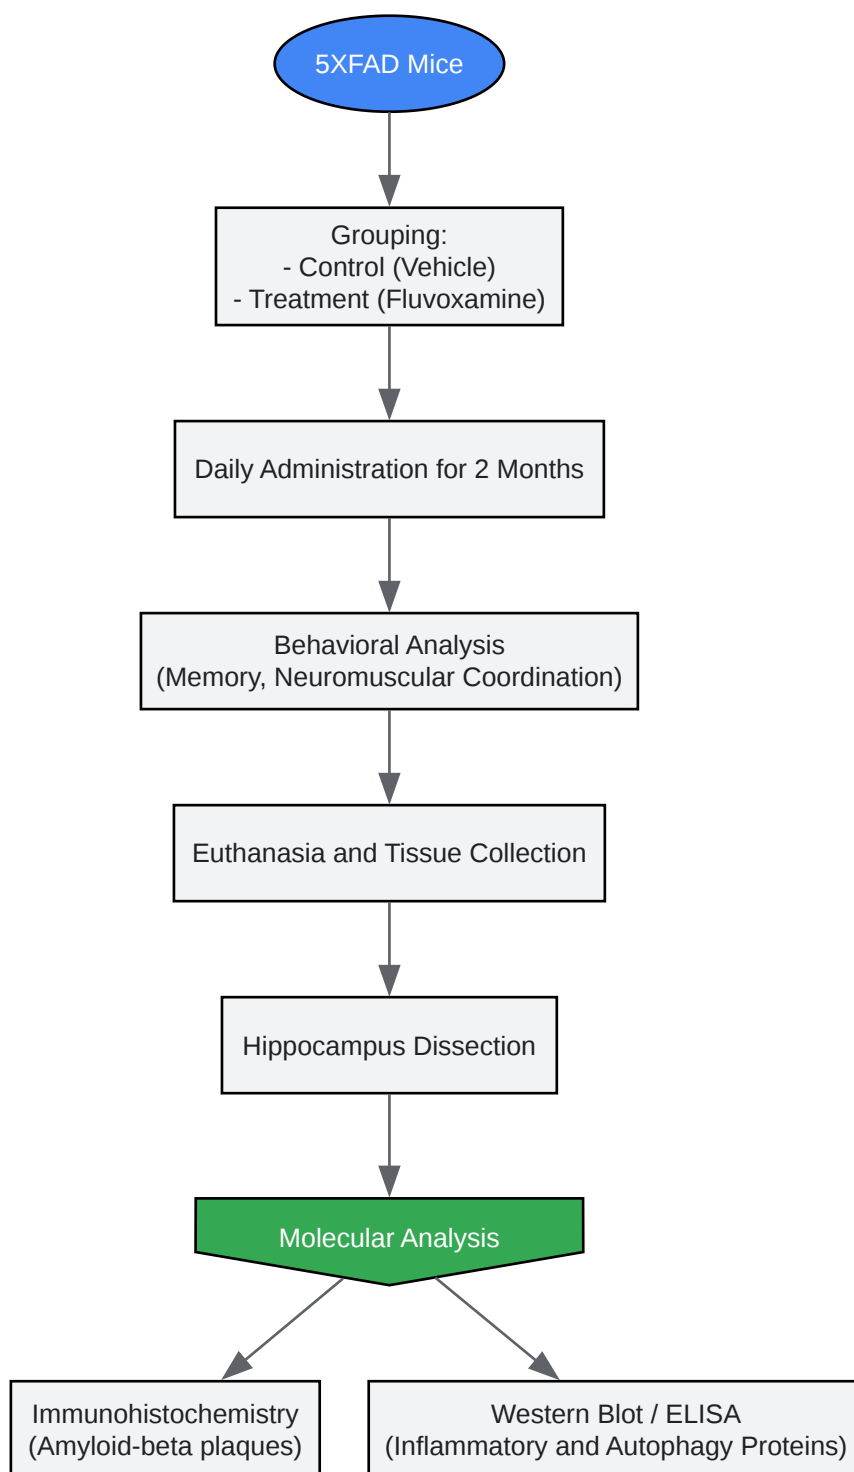 5XFAD Mice
Grouping:
- Control (Vehicle)
- Treatment (Fluvoxamine)
Daily Administration for 2 Months
Behavioral Analysis
(Memory, Neuromuscular Coordination)
Euthanasia and Tissue Collection
Hippocampus Dissection
Molecular Analysis
Immunohistochemistry
(Amyloid-beta plaques)
Western Blot / ELISA
(Inflammatory and Autophagy Proteins)